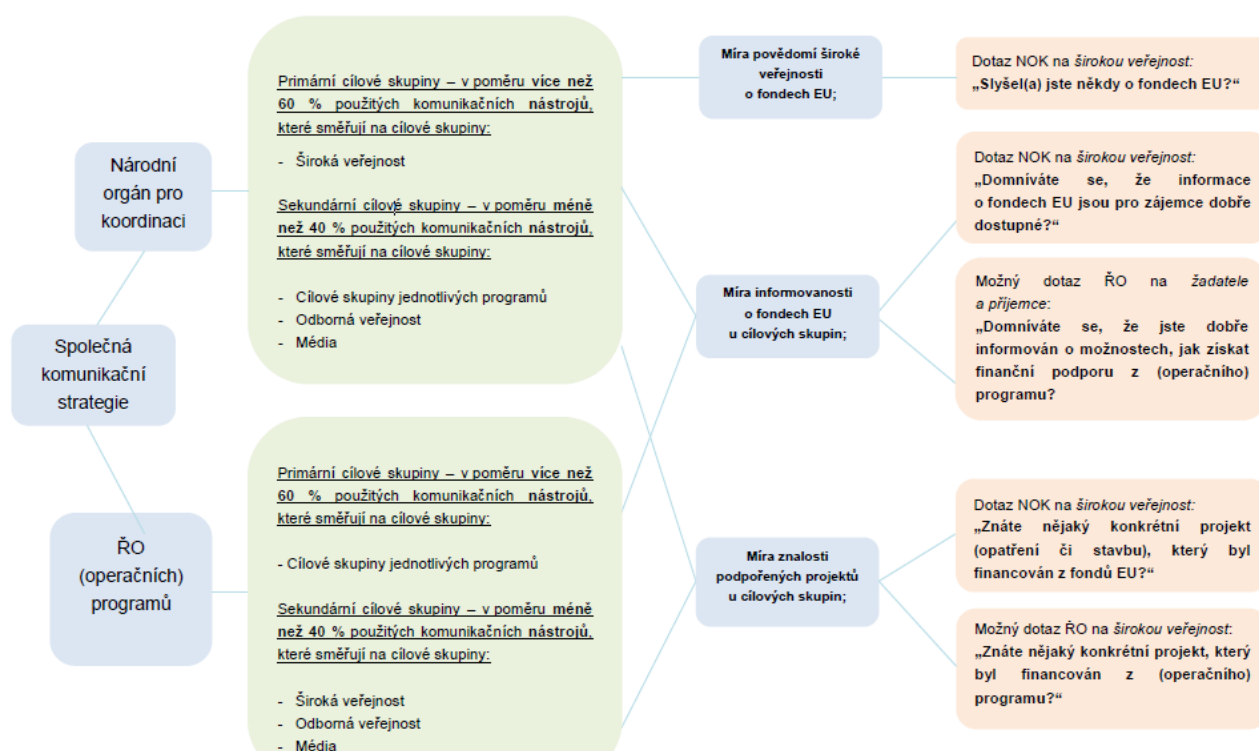 Národní
orgán pro
koordinaci
Společná
komunikační
strategie
ŘO
(operačních)
programů
Primární cílové skupiny – v poměru více než
60 % použitých komunikačních nástrojů,
které směřují na cílové skupiny:
- Široká veřejnost
Sekundární cílové skupiny – v poměru méně
než 40 % použitých komunikačních nástrojů,
které směřují na cílové skupiny:
- Cílové skupiny jednotlivých programů
- Odborná veřejnost
- Média
Primární cílové skupiny – v poměru více než
60 % použitých komunikačních nástrojů,
které směřují na cílové skupiny:
- Cílové skupiny jednotlivých programů
Sekundární cílové skupiny – v poměru méně
než 40 % použitých komunikačních nástrojů,
které směřují na cílové skupiny:
- Široká veřejnost
- Odborná veřejnost
- Média
Míra povědomí široké
veřejnosti
o fondech EU;
Míra informovanosti
o fondech EU
u cílových skupin;
Míra znalosti
podpořených projektů
u cílových skupin;
Dotaz NOK na širokou veřejnost:
„Slyšel(a) jste někdy o fondech EU?“
Dotaz NOK na širokou veřejnost:
„Domníváte se, že informace
o fondech EU jsou pro zájemce dobře
dostupné?“
Možný dotaz ŘO na žadatele
a příjemce:
„Domníváte se, že jste dobře
informován o možnostech, jak získat
finanční podporu z (operačního)
programu?
Dotaz NOK na širokou veřejnost:
„Znáte nějaký konkrétní projekt
(opatření či stavbu), který byl
financován z fondů EU?“
Možný dotaz ŘO na širokou veřejnost:
„Znáte nějaký konkrétní projekt, který
byl financován z (operačního)
programu?“